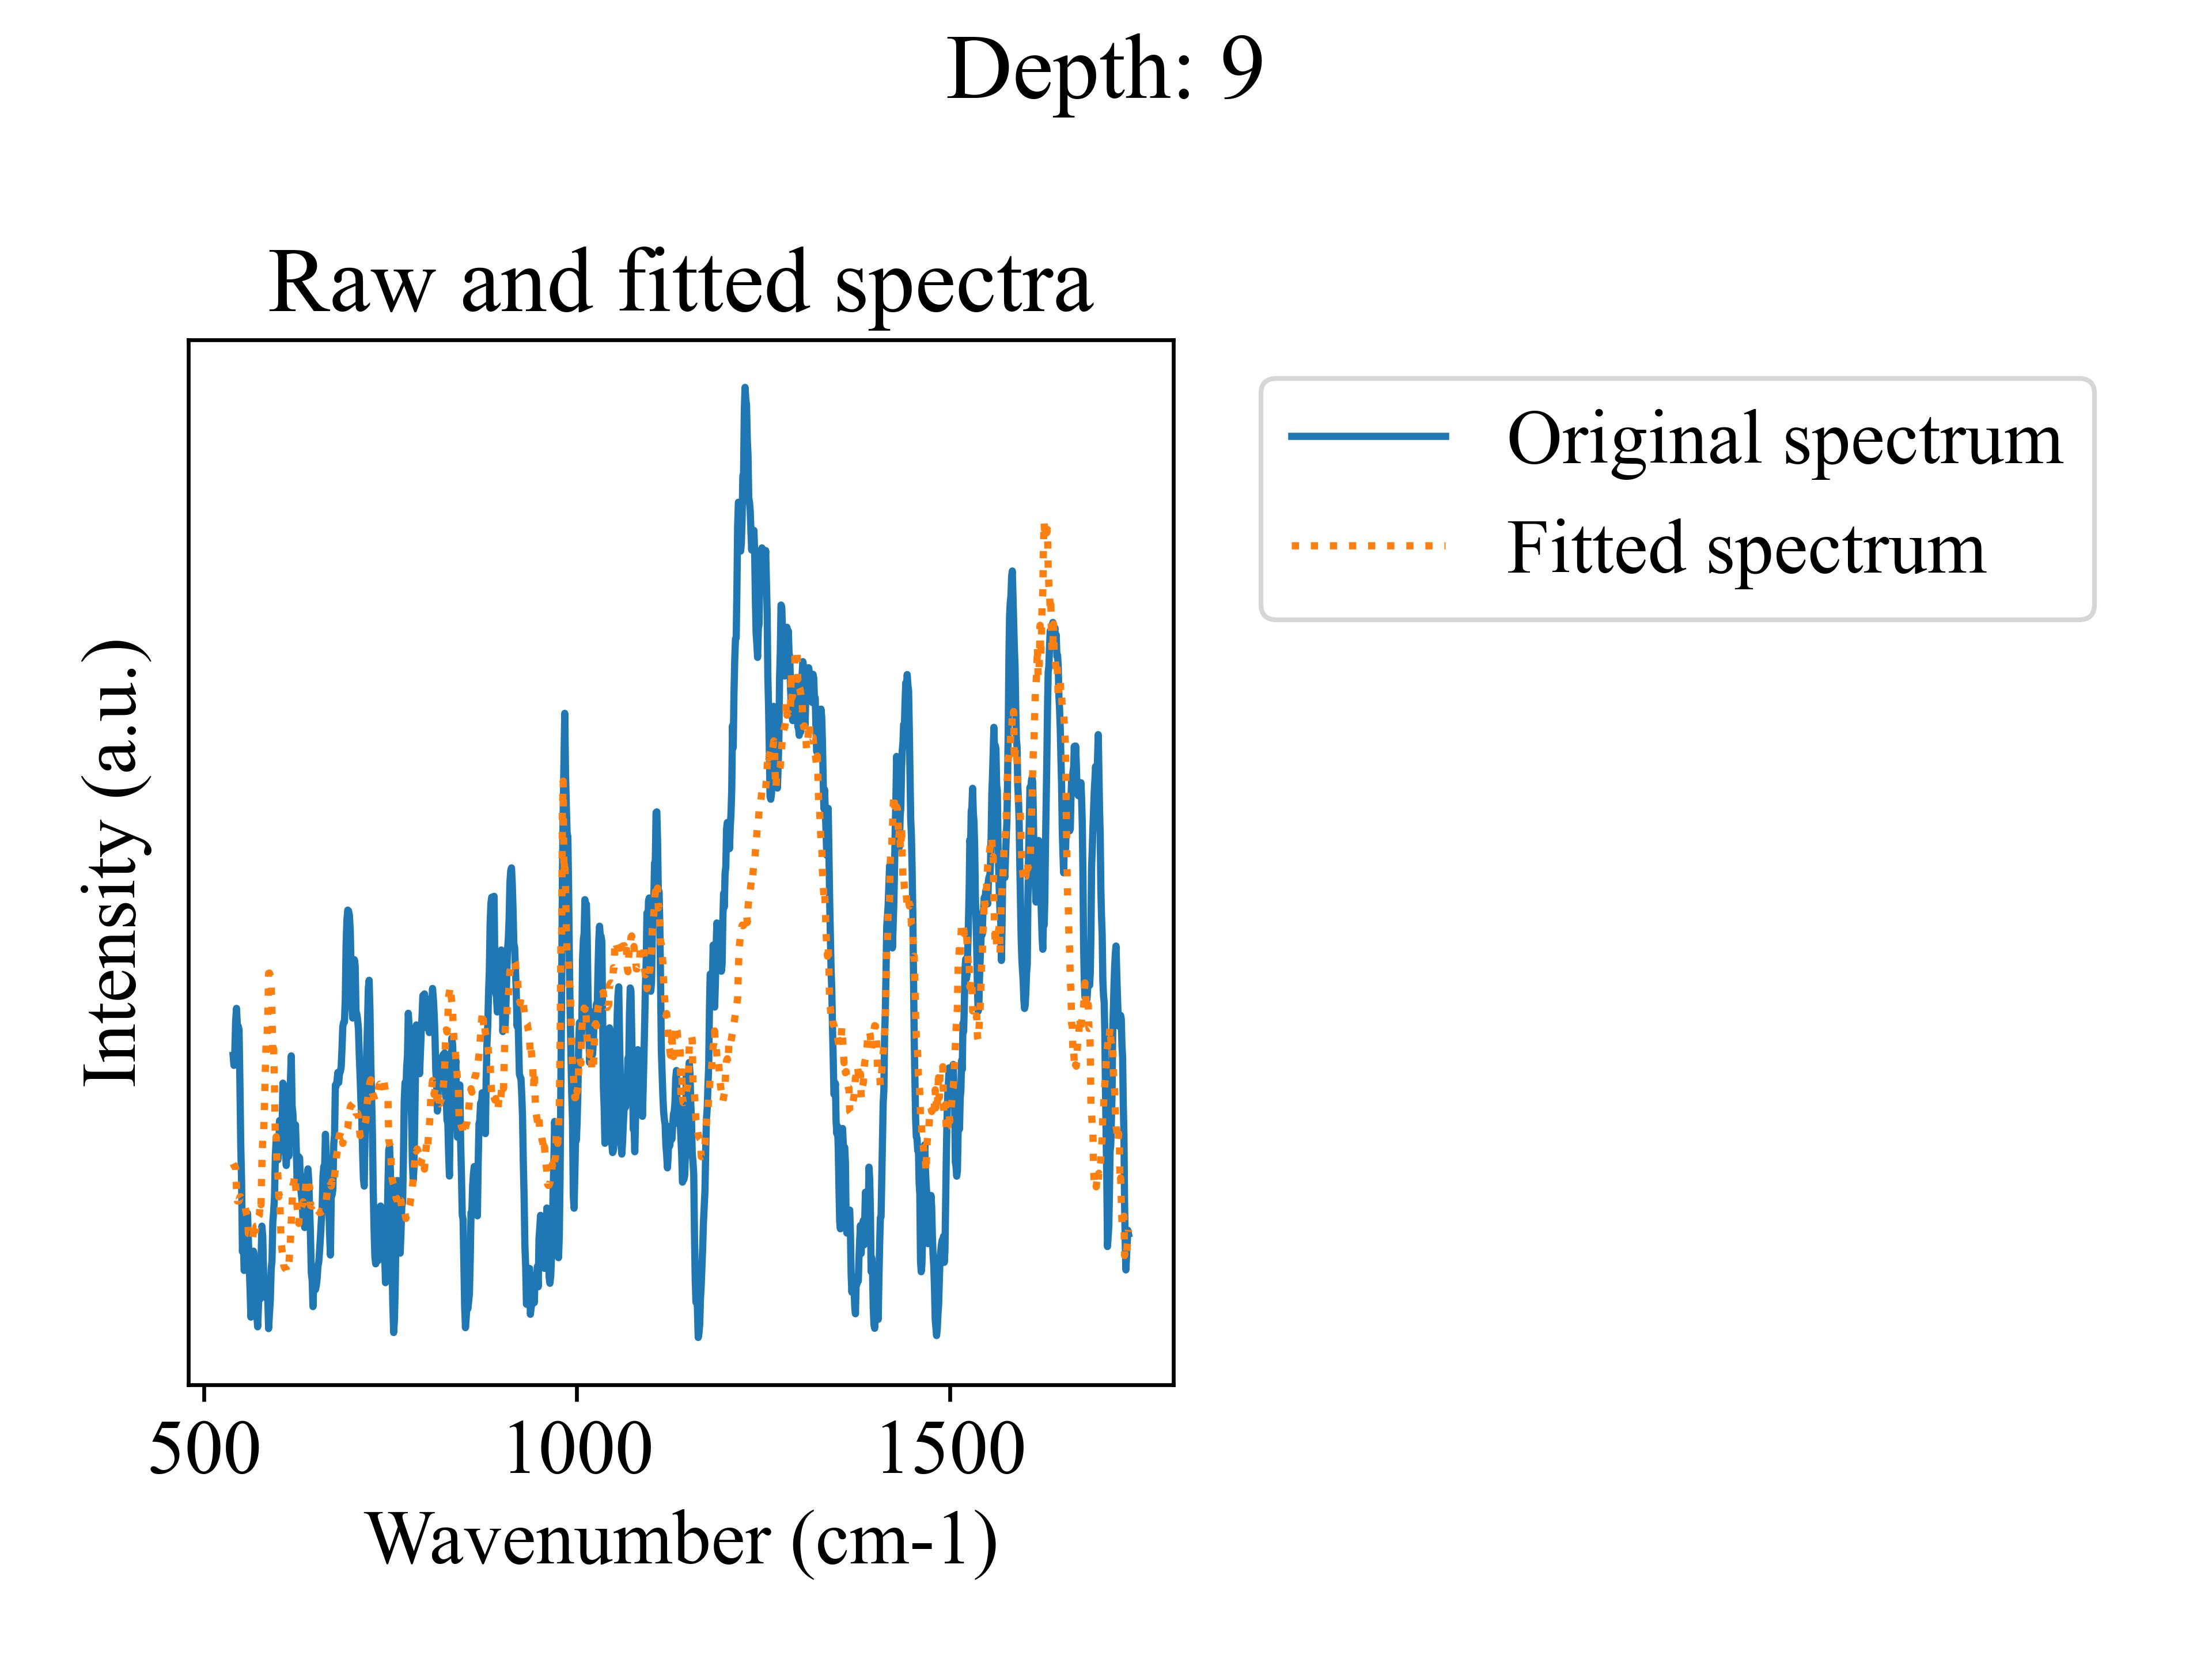 Depth: 9
Raw and fitted spectra
Original spectrum
Fitted spectrum
Intensity (a.u.)
500 1000 1500
Wavenumber (cm-1)